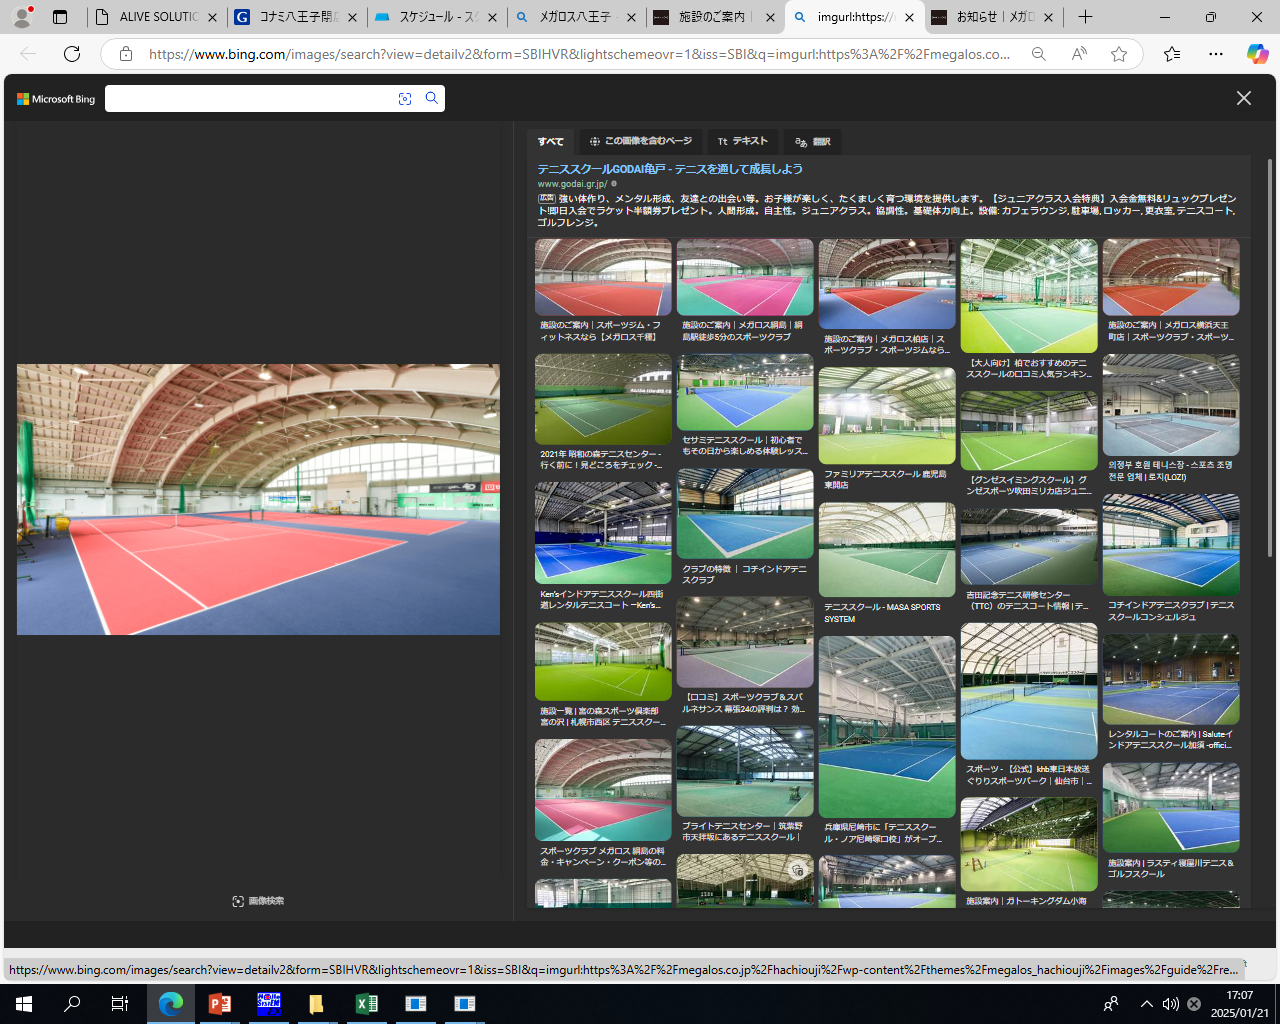 ALIVE SOLUTIC
コナミ八王子閉店
スケジュール - スク
メガロス八王子 -
施設のご案内｜
imgurl:https://
お知らせ｜メガロ
https://www.bing.com/images/search?view=detailv2&form=SBIHVR&lightschemeovr=1&iss=SBI&q=imgurl:https%3A%2F%2Fmegalos.co...
Microsoft Bing
すべて
この画像を含むページ
Tt テキスト
翻訳
テニススクールGODAI亀戸 - テニスを通して成長しよう
www.godai.gr.jp/
広告 強い体作り、メンタル形成、友達との出会い等。お子様が楽しく、たくましく育つ環境を提供します。【ジュニアクラス入会特典】入会金無料&リュックプレゼン
ト!即日入会でラケット半額券プレゼント。人間形成。自主性。ジュニアクラス。協調性。基礎体力向上。設備: カフェラウンジ, 駐車場, ロッカー, 更衣室, テニスコート,
ゴルフレンジ。
施設のご案内｜スポーツジム・フ
ィットネスなら【メガロス千種】
2021年 昭和の森テニスセンター -
行く前に！見どころをチェック -...
Ken'sインドアテニススクール四街
道レンタルテニスコート －Ken's...
施設一覧 | 宮の森スポーツ倶楽部
宮の沢 | 札幌市西区 テニススクー...
スポーツクラブ メガロス 綱島の料
金・キャンペーン・クーポン等の...
施設のご案内｜メガロス綱島｜綱
島駅徒歩5分のスポーツクラブ
セサミテニススクール｜初心者で
もその日から楽しめる体験レッス...
クラブの特徴 ｜ コチインドアテニ
スクラブ
【口コミ】スポーツクラブ＆スパ
ルネサンス 幕張24の評判は？ 効...
ブライトテニスセンター｜筑紫野
市天拝坂にあるテニススクール｜
施設のご案内｜メガロス柏店｜ス
ポーツクラブ・スポーツジムなら...
ファミリアテニススクール 鹿児島
東開店
テニススクール - MASA SPORTS
SYSTEM
兵庫県尼崎市に「テニススクー
ル・ノア尼崎塚口校」がオープ...
【大人向け】柏でおすすめのテニ
ススクールの口コミ人気ランキン...
【グンゼスイミングスクール】グ
ンゼスポーツ吹田ミリカ店ジュニ...
吉田記念テニス研修センター
（TTC）のテニスコート情報 | テ...
スポーツ - 【公式】khb東日本放送
ぐりりスポーツパーク｜仙台市｜...
施設案内｜ガトーキングダム小海
施設のご案内｜メガロス横浜天王
町店｜スポーツクラブ・スポーツ...
의정부 호원 테니스장 - 스포츠 조명
전문 업체 | 로지(LOZI)
コチインドアテニスクラブ | テニス
スクールコンシェルジュ
レンタルコートのご案内 | Saluteイ
ンドアテニススクール加須 -offici...
施設案内 | ラスティ寝屋川テニス＆
ゴルフスクール
画像検索
https://www.bing.com/images/search?view=detailv2&form=SBIHVR&lightschemeovr=1&iss=SBI&q=imgurl:https%3A%2F%2Fmegalos.co.jp%2Fhachiouji%2Fwp-content%2Fthemes%2Fmegalos_hachiouji%2Fimages%2Fguide%2Fre...
17:07
2025/01/21